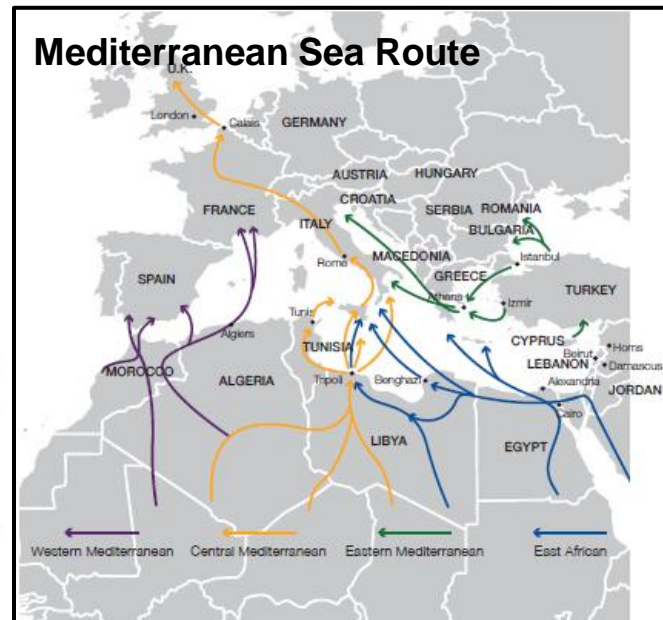 Mediterranean Sea Route
U.K.
London
Calais
GERMANY
AUSTRIA
HUNGARY
CROATIA
FRANCE
ITALY
SERBIA
ROMANIA
BULGARIA
Rome
MACEDONIA
Istanbul
SPAIN
GREECE
Athens
Izmir
TURKEY
Tunis
Algiers
CYPRUS
Homs
TUNISIA
Beirut
LEBANON
Damascus
MOROCCO
ALGERIA
Tripoli
Benghazi
Alexandria
JORDAN
Cairo
LIBYA
EGYPT
Western Mediterranean
Central Mediterranean
Eastern Mediterranean
East African